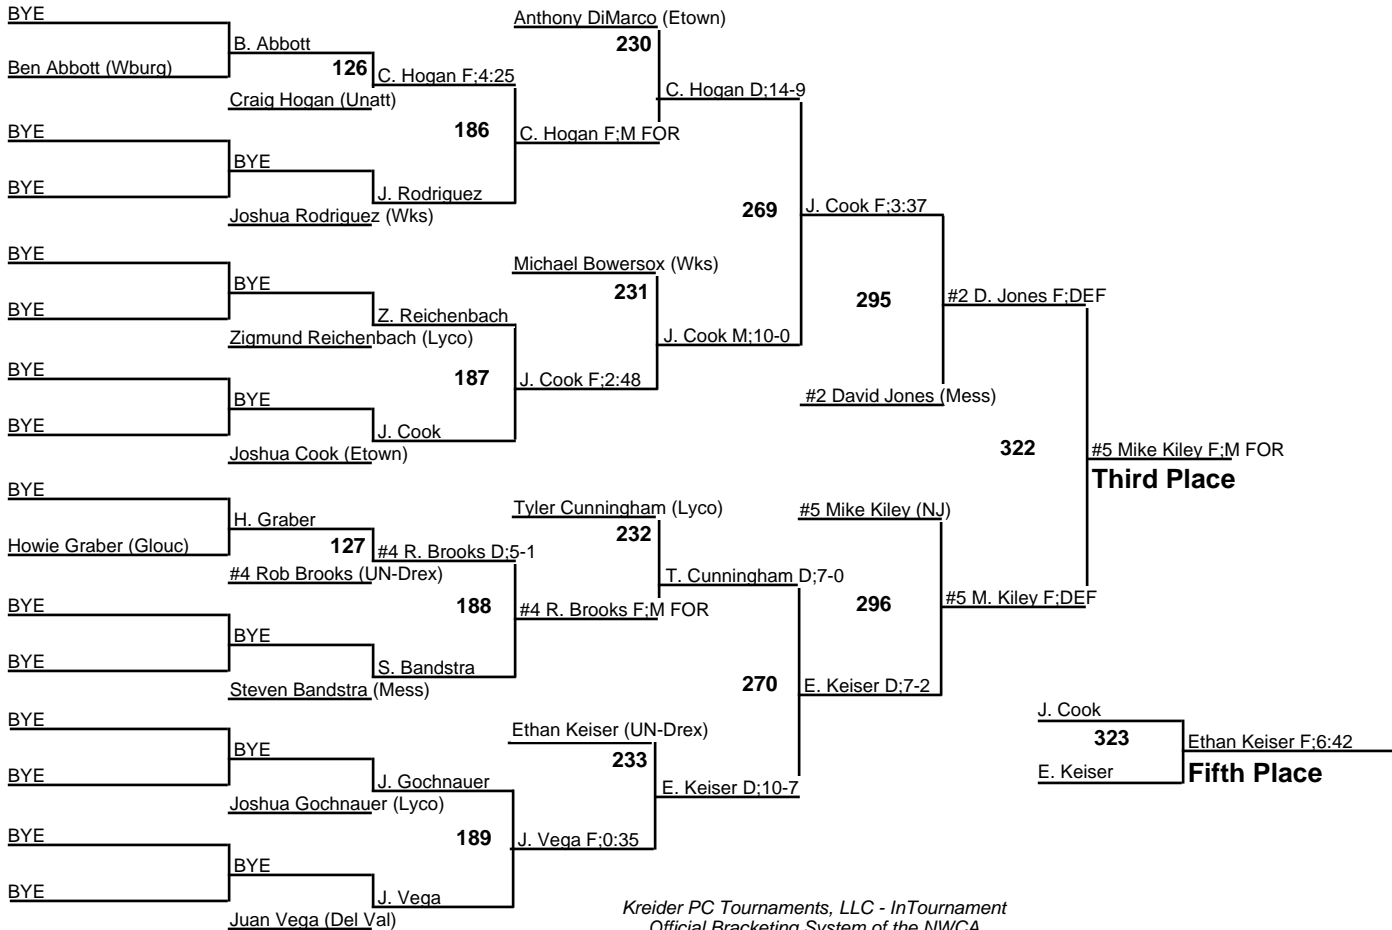 BYE
Anthony DiMarco (Etown)
B. Abbott
230
Ben Abbott (Wburg)
126
C. Hogan F;4:25
C. Hogan D;14-9
Craig Hogan (Unatt)
BYE
186
C. Hogan F;M FOR
BYE
BYE
J. Rodriguez
Joshua Rodriguez (Wks)
269
J. Cook F;3:37
BYE
Michael Bowersox (Wks)
BYE
231
295
#2 D. Jones F;DEF
BYE
Z. Reichenbach
Zigmund Reichenbach (Lyco)
J. Cook M;10-0
BYE
187
J. Cook F;2:48
BYE
#2 David Jones (Mess)
BYE
J. Cook
Joshua Cook (Etown)
322
#5 Mike Kiley F;M FOR
Third Place
BYE
Tyler Cunningham (Lyco)
#5 Mike Kiley (NJ)
H. Graber
232
Howie Graber (Glouc)
127
#4 R. Brooks D;5-1
#4 Rob Brooks (UN-Drex)
T. Cunningham D;7-0
BYE
188
#4 R. Brooks F;M FOR
296
#5 M. Kiley F;DEF
BYE
BYE
S. Bandstra
Steven Bandstra (Mess)
270
E. Keiser D;7-2
BYE
Ethan Keiser (UN-Drex)
J. Cook
BYE
233
323
Ethan Keiser F;6:42
BYE
J. Gochnauer
E. Keiser
Fifth Place
Joshua Gochnauer (Lyco)
E. Keiser D;10-7
BYE
189
J. Vega F;0:35
BYE
BYE
J. Vega
Juan Vega (Del Val)
Kreider PC Tournaments, LLC - InTournament
Official Bracketing System of the NWCA